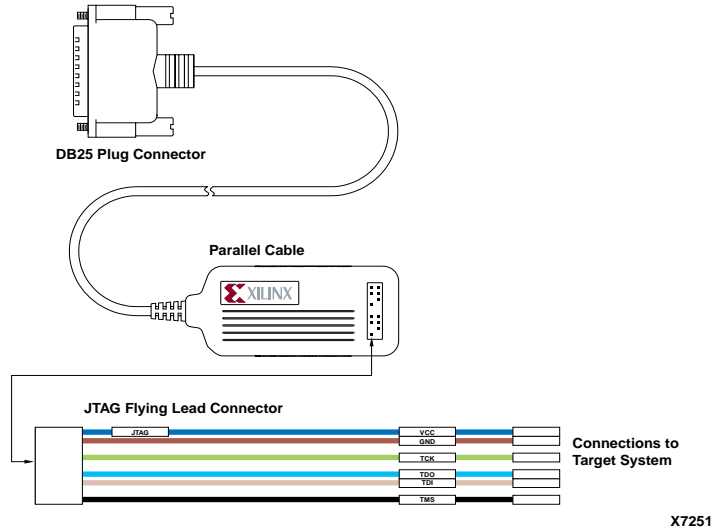 DB25 Plug Connector
Parallel Cable
XILINX
JTAG Flying Lead Connector
JTAG
VCC
GND
TCK
TDO
TDI
TMS
Connections to
Target System
X7251